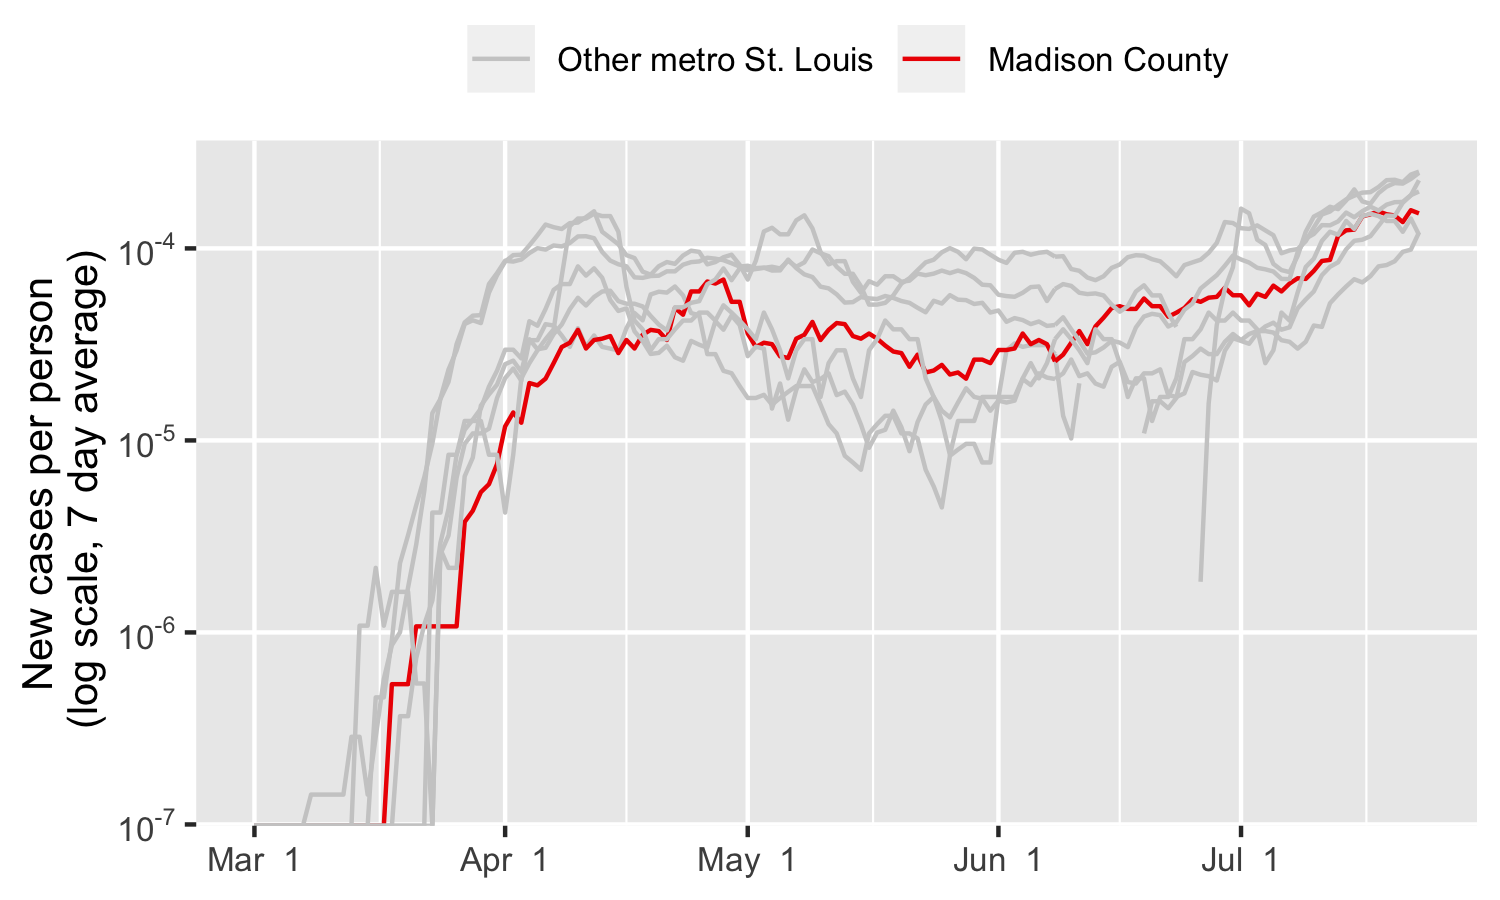 Other metro St. Louis
Madison County
New cases per person
(log scale, 7 day average)
10⁻⁴
10⁻⁵
10⁻⁶
10⁻⁷
Mar 1
Apr 1
May 1
Jun 1
Jul 1